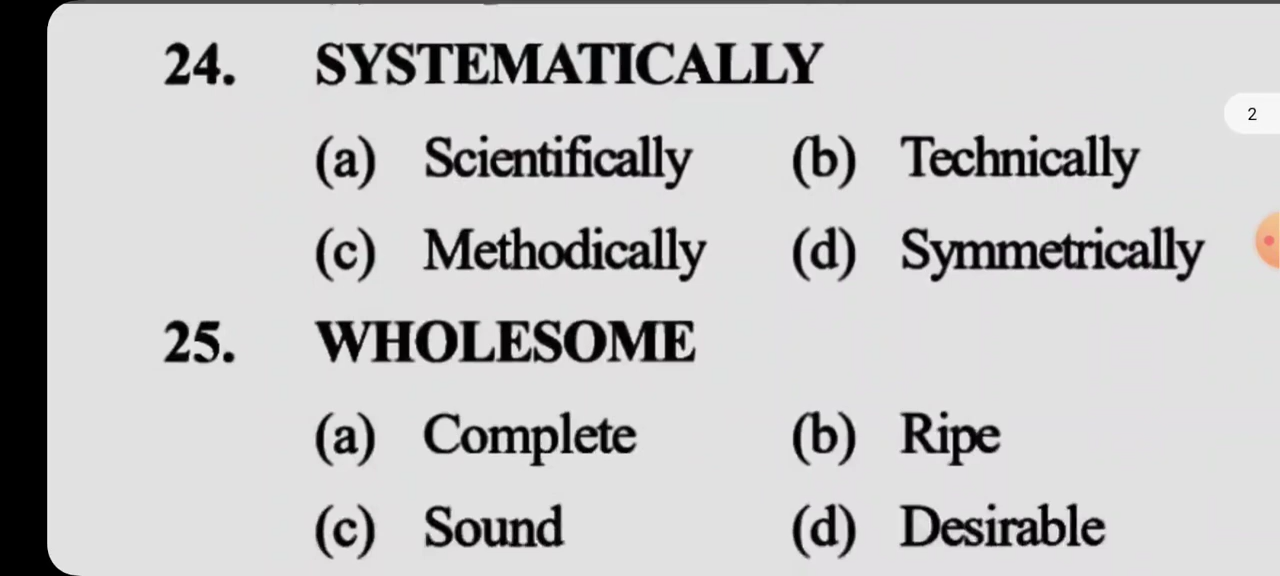 24. SYSTEMATICALLY
(a) Scientifically (b) Technically
2
(c) Methodically (d) Symmetrically
25. WHOLESOME
(a) Complete (b) Ripe
(c) Sound (d) Desirable